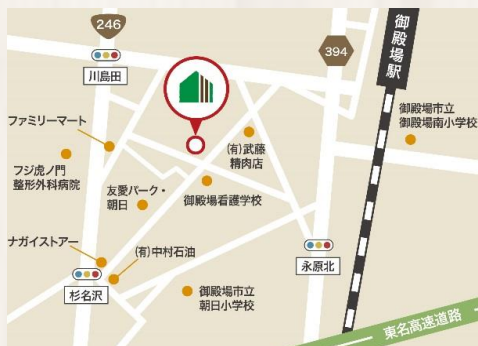 246
川島田
394
御殿場駅
ファミリーマート
フジ虎ノ門
整形外科病院
(有)武藤
精肉店
御殿場市立
御殿場南小学校
友愛パーク・
朝日
御殿場看護学校
ナガイストアー
(有)中村石油
杉名沢
永原北
御殿場市立
朝日小学校
東名高速道路